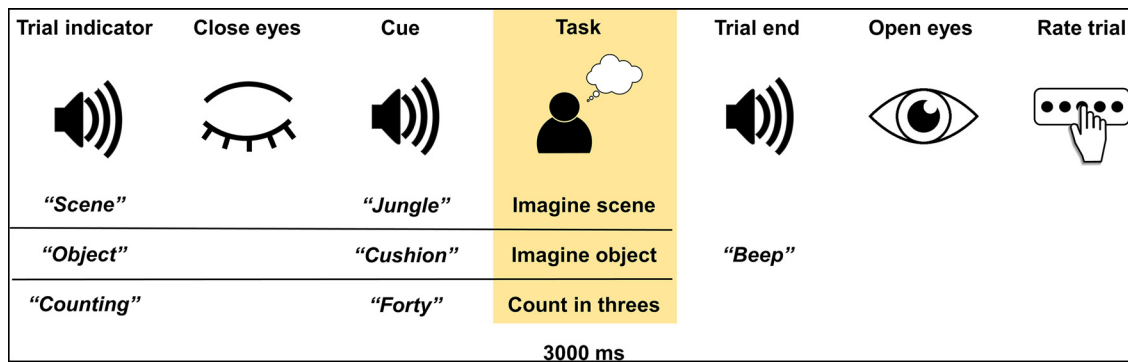 Trial indicator Close eyes Cue Task Trial end Open eyes Rate trial
“Scene” “Jungle” Imagine scene
“Object” “Cushion” Imagine object “Beep”
“Counting” “Forty” Count in threes
3000 ms